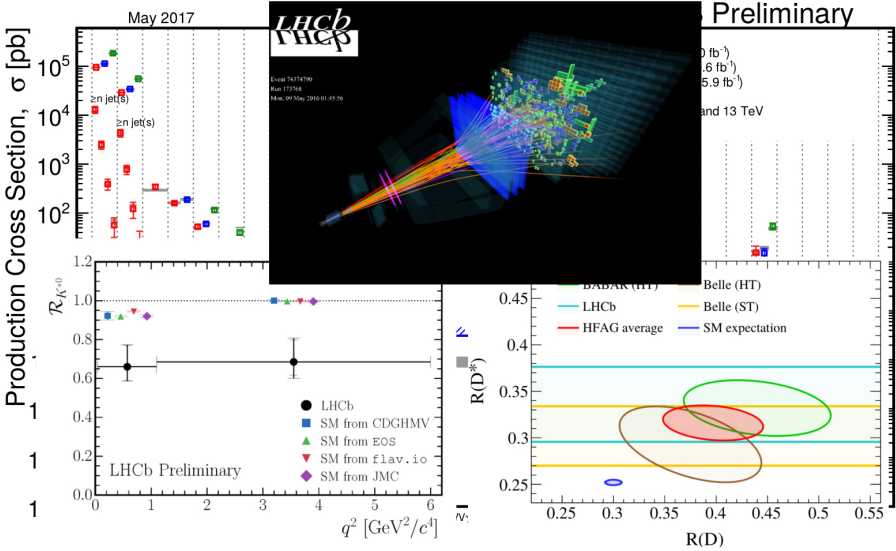 May 2017
Preliminary
Production Cross Section, σ [pb]
10⁵
10⁴
10³
10²
≥n jet(s)
≥n jet(s)
LHCb
Event 74374790
Run 173768
Mon, 09 May 2016 01:45:56
0 fb⁻¹)
.6 fb⁻¹)
5.9 fb⁻¹)
and 13 TeV
1
1
1
R_K*0
1.2
1.0
0.8
0.6
0.4
0.2
0.0
LHCb
SM from CDGHMV
SM from EOS
SM from flav.io
SM from JMC
LHCb Preliminary
0 1 2 3 4 5 6
q² [GeV²/c⁴]
BABAR (HT)
Belle (HT)
LHCb
Belle (ST)
HFAG average
SM expectation
R(D*)
0.45
0.4
0.35
0.3
0.25
0.25 0.3 0.35 0.4 0.45 0.5
R(D)